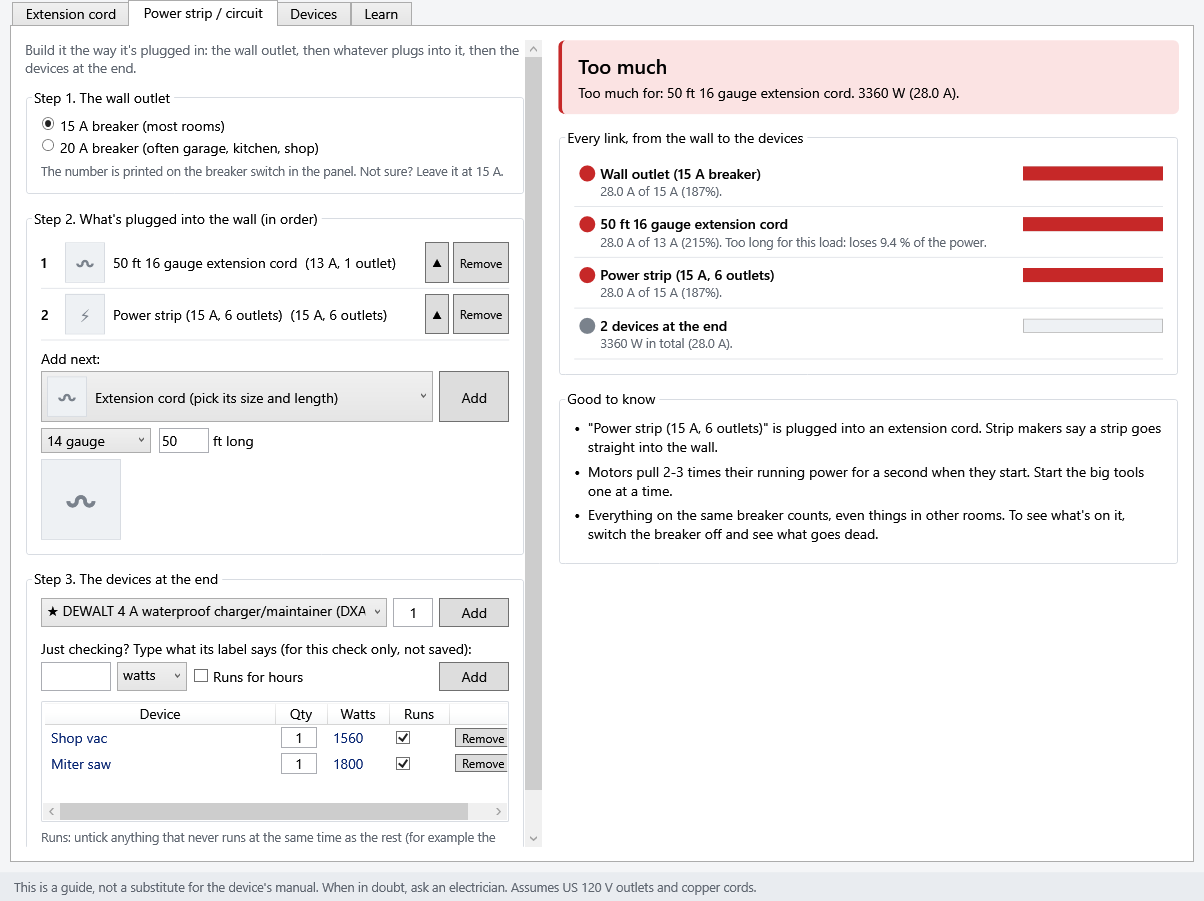 Extension cord
Power strip / circuit
Devices
Learn
Build it the way it's plugged in: the wall outlet, then whatever plugs into it, then the
devices at the end.
Step 1. The wall outlet
15 A breaker (most rooms)
20 A breaker (often garage, kitchen, shop)
The number is printed on the breaker switch in the panel. Not sure? Leave it at 15 A.
Step 2. What's plugged into the wall (in order)
1 50 ft 16 gauge extension cord (13 A, 1 outlet) ▲ Remove
2 Power strip (15 A, 6 outlets) (15 A, 6 outlets) ▲ Remove
Add next:
Extension cord (pick its size and length) Add
14 gauge 50 ft long
Step 3. The devices at the end
★ DEWALT 4 A waterproof charger/maintainer (DXA 1 Add
Just checking? Type what its label says (for this check only, not saved):
watts Runs for hours Add
Device Qty Watts Runs
Shop vac 1 1560 Remove
Miter saw 1 1800 Remove
Runs: untick anything that never runs at the same time as the rest (for example the
Too much
Too much for: 50 ft 16 gauge extension cord. 3360 W (28.0 A).
Every link, from the wall to the devices
Wall outlet (15 A breaker)
28.0 A of 15 A (187%).
50 ft 16 gauge extension cord
28.0 A of 13 A (215%). Too long for this load: loses 9.4 % of the power.
Power strip (15 A, 6 outlets)
28.0 A of 15 A (187%).
2 devices at the end
3360 W in total (28.0 A).
Good to know
• "Power strip (15 A, 6 outlets)" is plugged into an extension cord. Strip makers say a strip goes
straight into the wall.
• Motors pull 2-3 times their running power for a second when they start. Start the big tools
one at a time.
• Everything on the same breaker counts, even things in other rooms. To see what's on it,
switch the breaker off and see what goes dead.
This is a guide, not a substitute for the device's manual. When in doubt, ask an electrician. Assumes US 120 V outlets and copper cords.